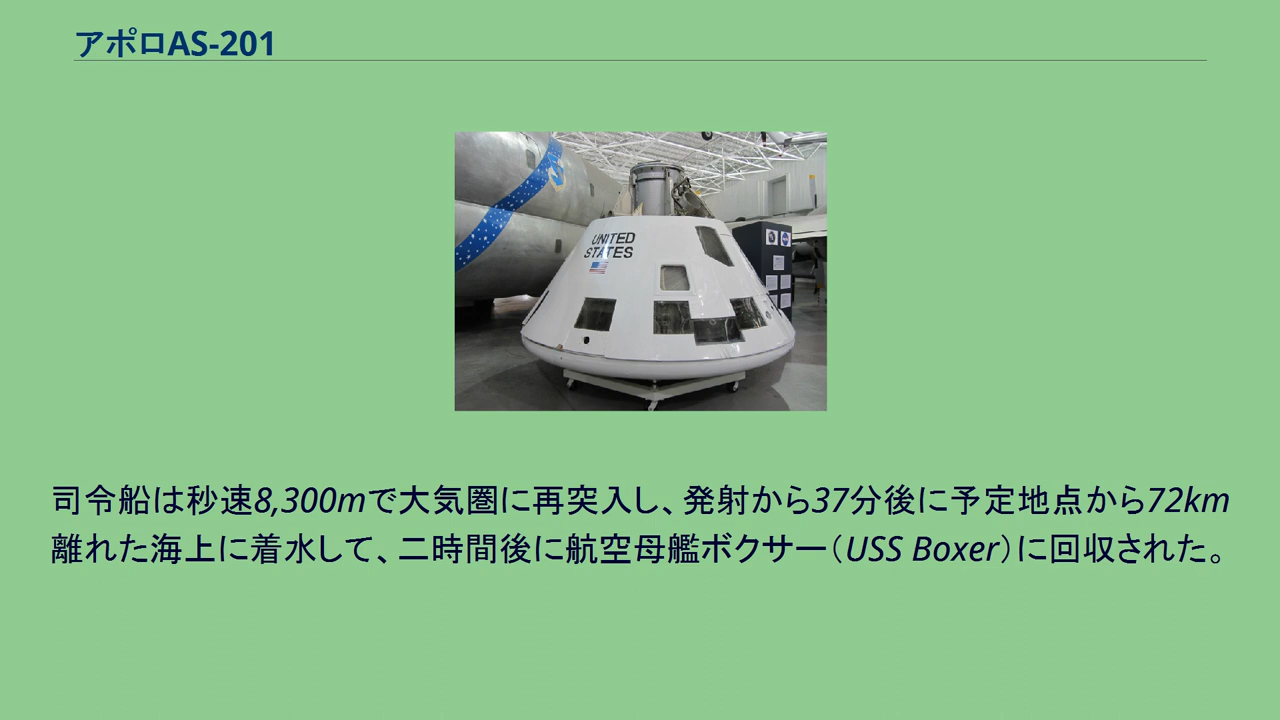 アポロAS-201
UNITED
STATES
司令船は秒速8,300mで大気圏に再突入し、発射から37分後に予定地点から72km
離れた海上に着水して、二時間後に航空母艦ボクサー（USS Boxer）に回収された。